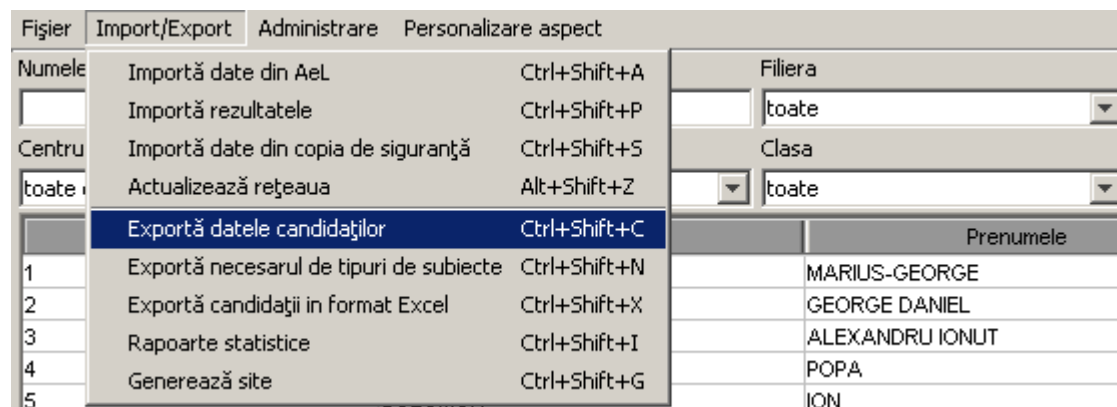 Fişier Import/Export Administrare Personalizare aspect
Numele Filiera
Importă date din AeL Ctrl+Shift+A
toate
Importă rezultatele Ctrl+Shift+P
Centru Clasa
Importă date din copia de siguranţă Ctrl+Shift+S
toate toate
Actualizează reţeaua Alt+Shift+Z
Exportă datele candidaţilor Ctrl+Shift+C
Prenumele
Exportă necesarul de tipuri de subiecte Ctrl+Shift+N
1 MARIUS-GEORGE
Exportă candidaţii in format Excel Ctrl+Shift+X
2 GEORGE DANIEL
Rapoarte statistice Ctrl+Shift+I
3 ALEXANDRU IONUT
Generează site Ctrl+Shift+G
4 POPA
5 ION